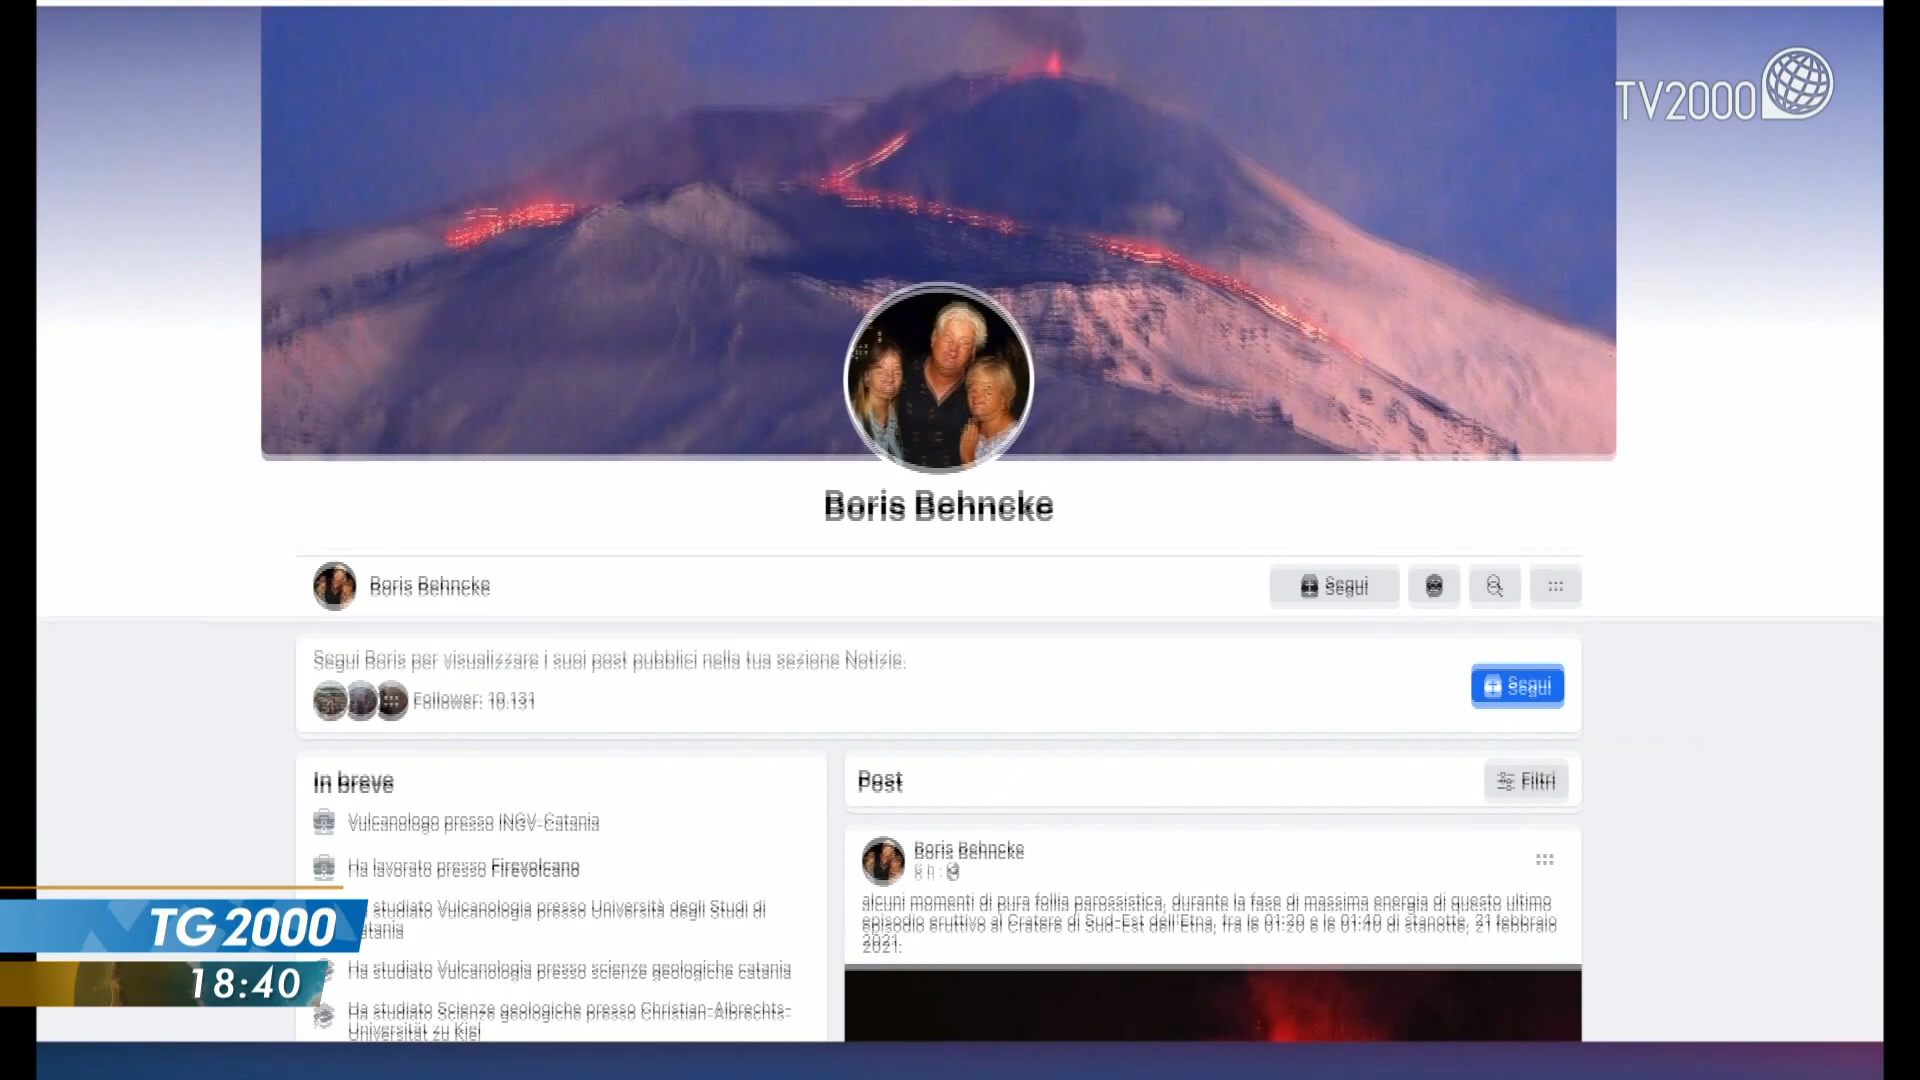 TV2000
Boris Behncke
Boris Behncke
Segui
Segui Boris per visualizzare i suoi post pubblici nella tua sezione Notizie.
Follower: 10.131
Segui
In breve
Vulcanologo presso INGV-Catania
Ha lavorato presso Firevolcano
studiato Vulcanologia presso Università degli Studi di
atania
Ha studiato Vulcanologia presso scienze geologiche catania
Ha studiato Scienze geologiche presso Christian-Albrechts-
Universität zu Kiel
Post
Filtri
Boris Behncke
alcuni momenti di pura follia parossistica, durante la fase di massima energia di questo ultimo
episodio eruttivo al Cratere di Sud-Est dell'Etna, fra le 01:20 e le 01:40 di stanotte, 21 febbraio
2021.
TG2000
18:40